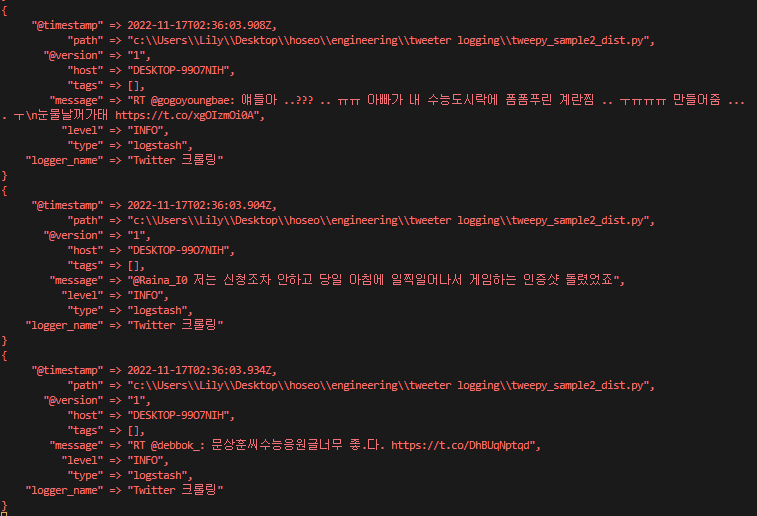 {
"@timestamp" => 2022-11-17T02:36:03.908Z,
"path" => "c:\\Users\\Lily\\Desktop\\hoseo\\engineering\\tweeter logging\\tweepy_sample2_dist.py",
"@version" => "1",
"host" => "DESKTOP-99O7NIH",
"tags" => [],
"message" => "RT @gogoyoungbae: 얘들아 ..??? .. ㅠㅠ 아빠가 내 수능도시락에 폼폼푸린 계란찜 .. ㅜㅠㅠㅠ 만들어줌 ...
. ㅜ\n눈물날꺼가태 https://t.co/xgOIzmOi0A",
"level" => "INFO",
"type" => "logstash",
"logger_name" => "Twitter 크롤링"
}
{
"@timestamp" => 2022-11-17T02:36:03.904Z,
"path" => "c:\\Users\\Lily\\Desktop\\hoseo\\engineering\\tweeter logging\\tweepy_sample2_dist.py",
"@version" => "1",
"host" => "DESKTOP-99O7NIH",
"tags" => [],
"message" => "@Raina_I0 저는 신청조차 안하고 당일 아침에 일찍일어나서 게임하는 인증샷 돌렸었죠",
"level" => "INFO",
"type" => "logstash",
"logger_name" => "Twitter 크롤링"
}
{
"@timestamp" => 2022-11-17T02:36:03.934Z,
"path" => "c:\\Users\\Lily\\Desktop\\hoseo\\engineering\\tweeter logging\\tweepy_sample2_dist.py",
"@version" => "1",
"host" => "DESKTOP-99O7NIH",
"tags" => [],
"message" => "RT @debbok_: 문상훈씨수능응원글너무 좋.다. https://t.co/DhBUqNptqd",
"level" => "INFO",
"type" => "logstash",
"logger_name" => "Twitter 크롤링"
}